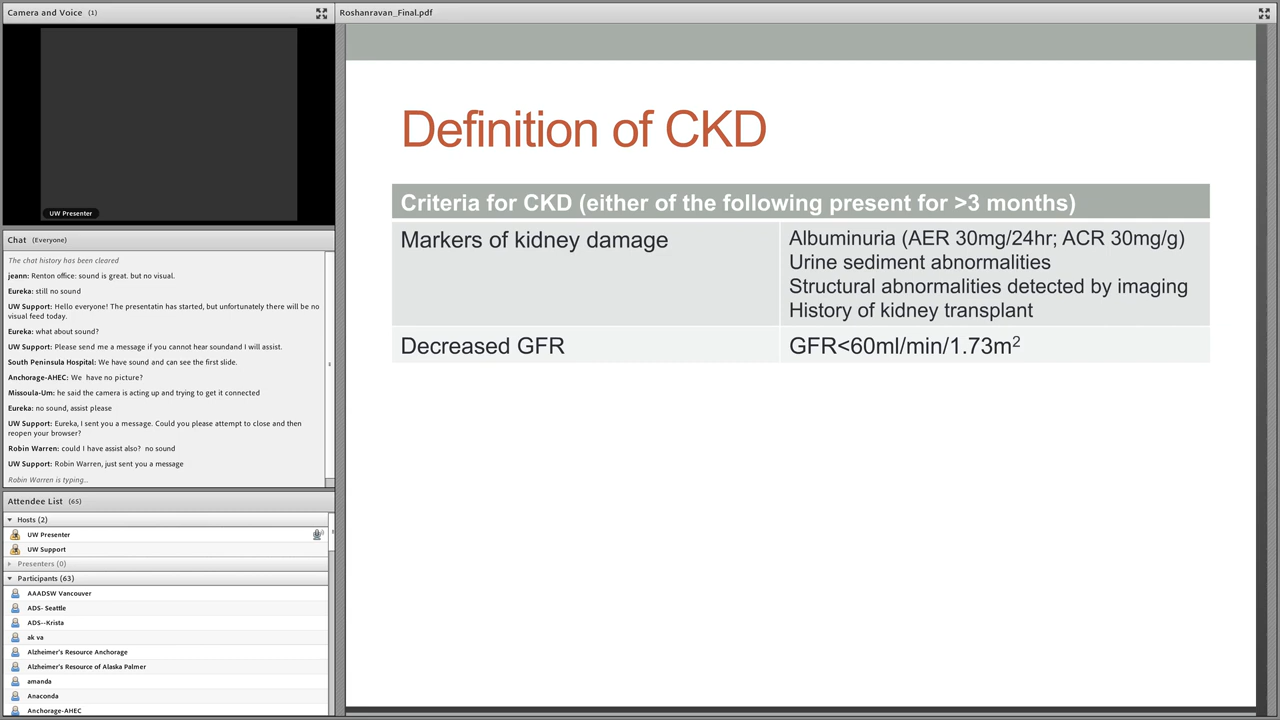 Camera and Voice (1)
UW Presenter
Chat (Everyone)
The chat history has been cleared
jeann: Renton office: sound is great. but no visual.
Eureka: still no sound
UW Support: Hello everyone! The presentatin has started, but unfortunately there will be no
visual feed today.
Eureka: what about sound?
UW Support: Please send me a message if you cannot hear soundand I will assist.
South Peninsula Hospital: We have sound and can see the first slide.
Anchorage-AHEC: We have no picture?
Missoula-Um: he said the camera is acting up and trying to get it connected
Eureka: no sound, assist please
UW Support: Eureka, I sent you a message. Could you please attempt to close and then
reopen your browser?
Robin Warren: could I have assist also? no sound
UW Support: Robin Warren, just sent you a message
Robin Warren is typing...
Attendee List (65)
Hosts (2)
UW Presenter
UW Support
Presenters (0)
Participants (63)
AAADSW Vancouver
ADS- Seattle
ADS--Krista
ak va
Alzheimer's Resource Anchorage
Alzheimer's Resource of Alaska Palmer
amanda
Anaconda
Anchorage-AHEC
Roshanravan_Final.pdf
Definition of CKD
Criteria for CKD (either of the following present for >3 months)
Markers of kidney damage
Albuminuria (AER 30mg/24hr; ACR 30mg/g)
Urine sediment abnormalities
Structural abnormalities detected by imaging
History of kidney transplant
Decreased GFR
GFR<60ml/min/1.73m²